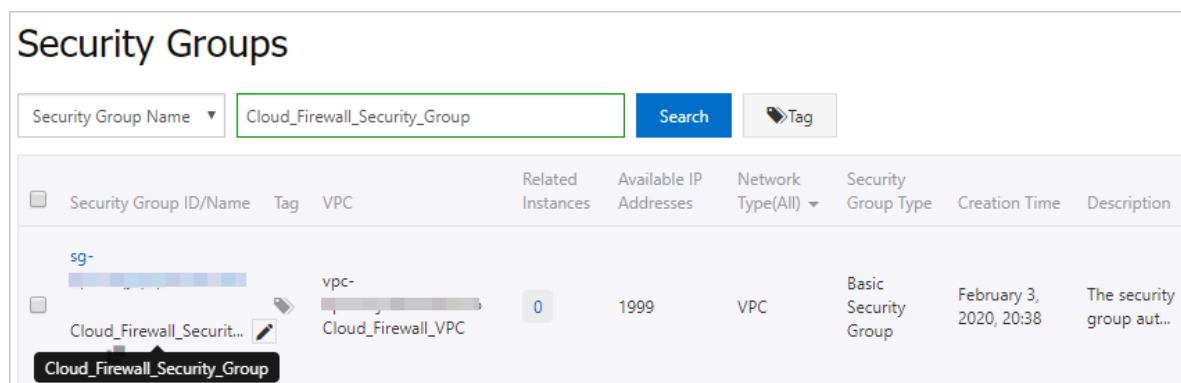 Security Groups
Security Group Name
Cloud_Firewall_Security_Group
Search
Tag
Security Group ID/Name
Tag
VPC
Related
Instances
Available IP
Addresses
Network
Type(All)
Security
Group Type
Creation Time
Description
sg-
Cloud_Firewall_Securit...
vpc-
Cloud_Firewall_VPC
0
1999
VPC
Basic
Security
Group
February 3,
2020, 20:38
The security
group aut...
Cloud_Firewall_Security_Group